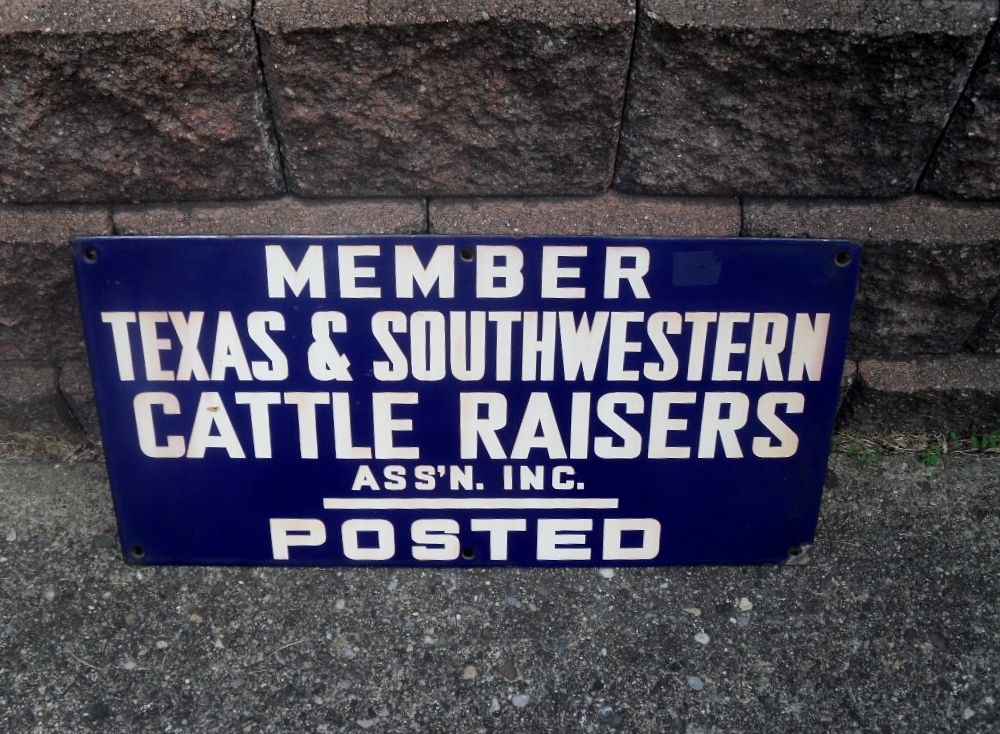 MEMBER
TEXAS & SOUTHWESTERN
CATTLE RAISERS
ASS'N. INC.
POSTED